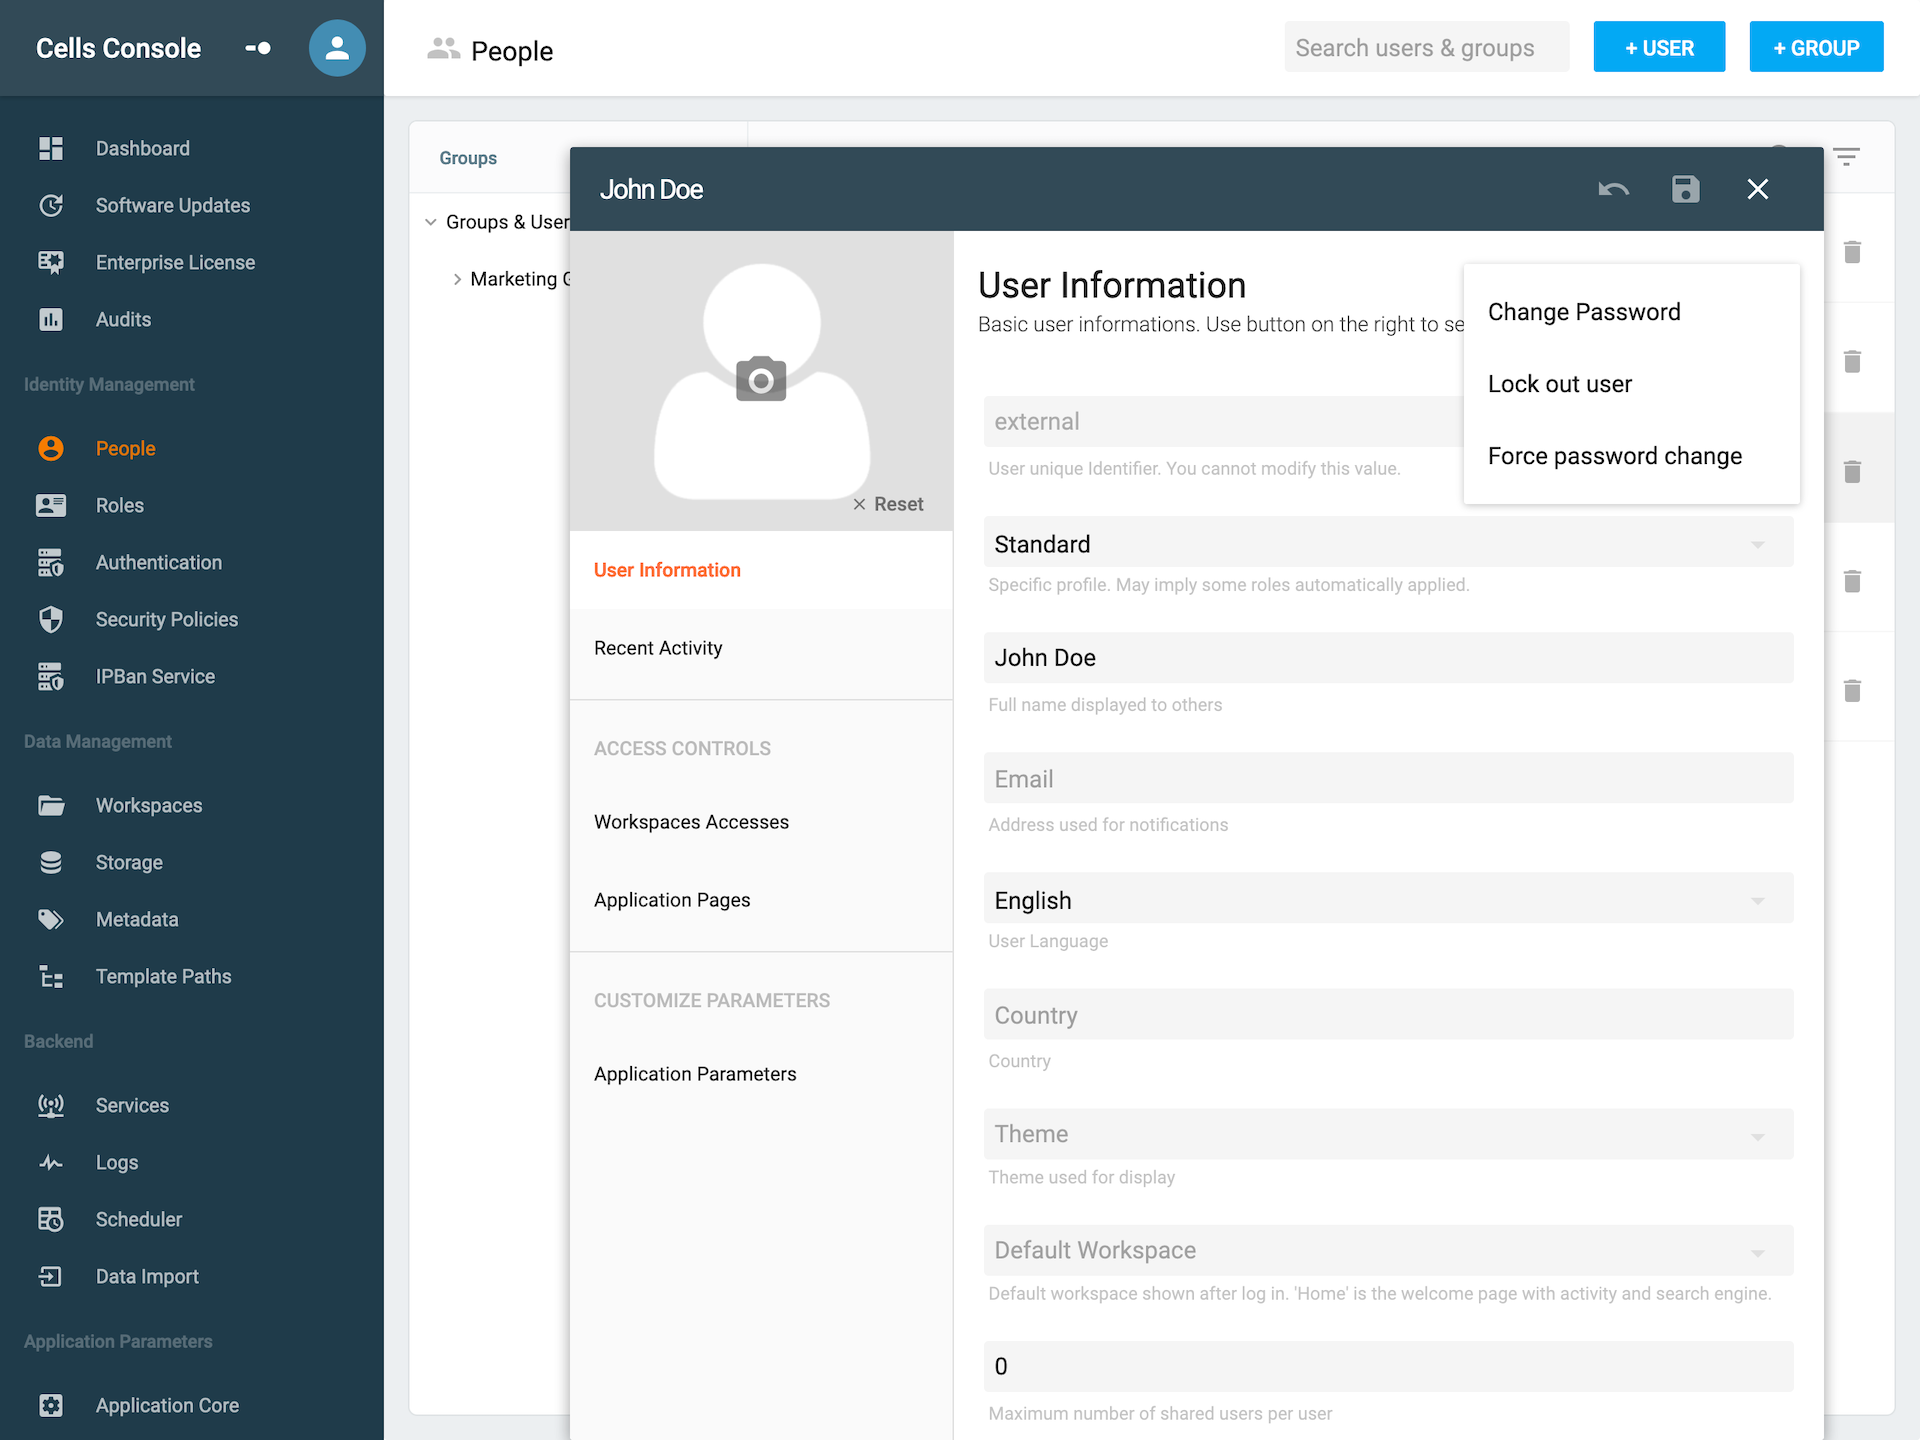 Cells Console
People
Search users & groups
+ USER
+ GROUP
Dashboard
Software Updates
Enterprise License
Audits
Identity Management
People
Roles
Authentication
Security Policies
IPBan Service
Data Management
Workspaces
Storage
Metadata
Template Paths
Backend
Services
Logs
Scheduler
Data Import
Application Parameters
Application Core
Groups
Groups & User
Marketing
John Doe
Reset
User Information
Recent Activity
ACCESS CONTROLS
Workspaces Accesses
Application Pages
CUSTOMIZE PARAMETERS
Application Parameters
User Information
Basic user informations. Use button on the right to se
Change Password
Lock out user
Force password change
external
User unique Identifier. You cannot modify this value.
Standard
Specific profile. May imply some roles automatically applied.
John Doe
Full name displayed to others
Email
Address used for notifications
English
User Language
Country
Country
Theme
Theme used for display
Default Workspace
Default workspace shown after log in. 'Home' is the welcome page with activity and search engine.
0
Maximum number of shared users per user